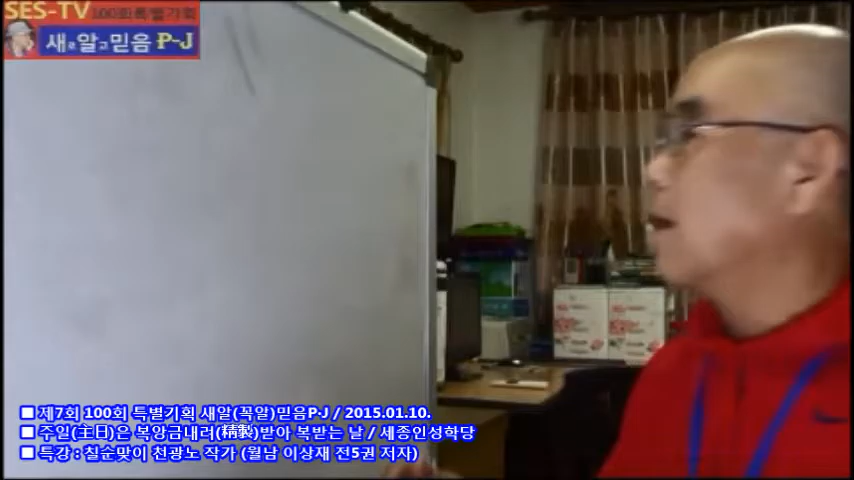 SES-TV 100회특별기획
새로알고믿음 P-J
■ 제7회 100회 특별기획 새알(꼭알)믿음P·J / 2015.01.10.
■ 주일(主日)은 복앙금내려(精製)받아 복받는 날 / 세종인성학당
■ 특강 : 칠순맞이 천광노 작가 (월남 이상재 전5권 저자)